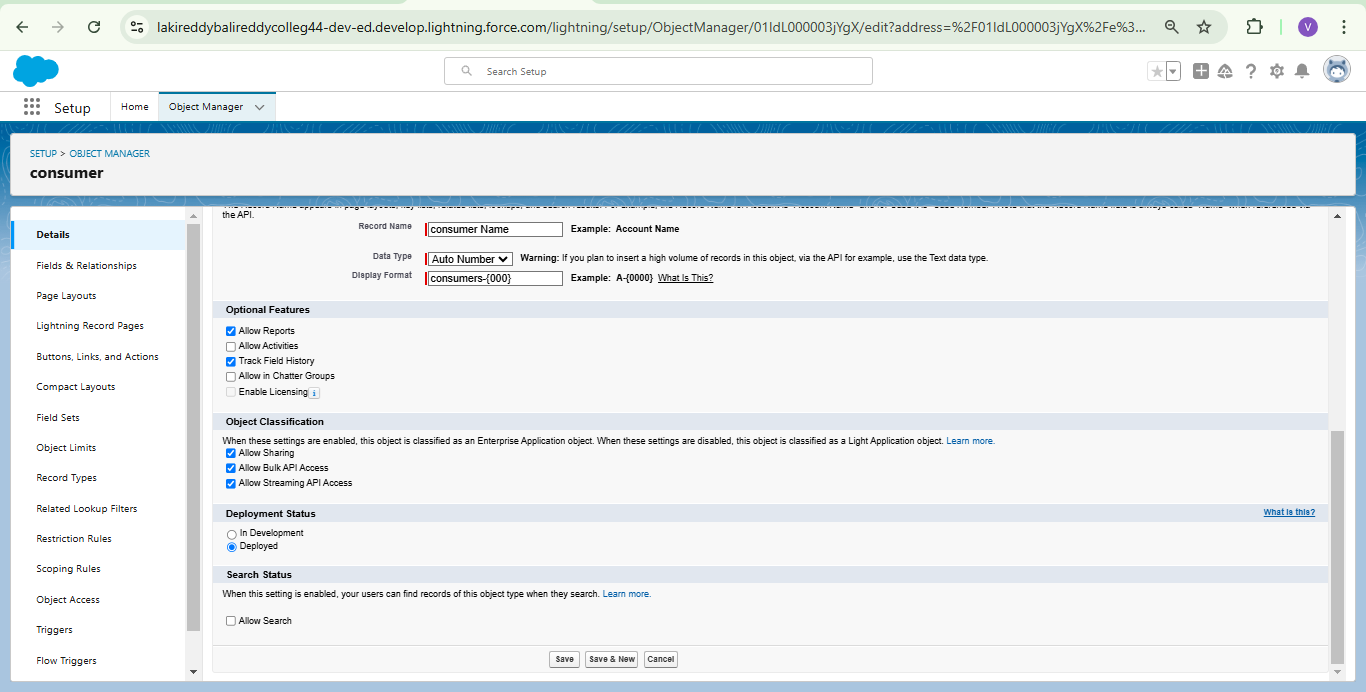 lakireddybalireddycolleg44-dev-ed.develop.lightning.force.com/lightning/setup/ObjectManager/01IdL000003jYgX/edit?address=%2F01IdL000003jYgX%2Fe%3...
V
Search Setup
Setup
Home
Object Manager
SETUP > OBJECT MANAGER
consumer
Details
Fields & Relationships
Page Layouts
Lightning Record Pages
Buttons, Links, and Actions
Compact Layouts
Field Sets
Object Limits
Record Types
Related Lookup Filters
Restriction Rules
Scoping Rules
Object Access
Triggers
Flow Triggers
the API.
Record Name consumer Name Example: Account Name
Data Type Auto Number Warning: If you plan to insert a high volume of records in this object, via the API for example, use the Text data type.
Display Format consumers-{000} Example: A-{0000} What Is This?
Optional Features
Allow Reports
Allow Activities
Track Field History
Allow in Chatter Groups
Enable Licensing i
Object Classification
When these settings are enabled, this object is classified as an Enterprise Application object. When these settings are disabled, this object is classified as a Light Application object. Learn more.
Allow Sharing
Allow Bulk API Access
Allow Streaming API Access
Deployment Status What is this?
In Development
Deployed
Search Status
When this setting is enabled, your users can find records of this object type when they search. Learn more.
Allow Search
Save Save & New Cancel